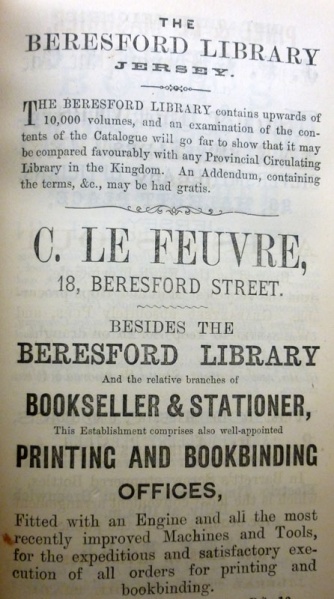 THE
BERESFORD LIBRARY
JERSEY.
THE BERESFORD LIBRARY contains upwards of
10,000 volumes, and an examination of the con-
tents of the Catalogue will go far to show that it may
be compared favourably with any Provincial Circulating
Library in the Kingdom. An Addendum, containing
the terms, &c., may be had gratis.
C. LE FEUVRE,
18, BERESFORD STREET.
BESIDES THE
BERESFORD LIBRARY
And the relative branches of
BOOKSELLER & STATIONER,
This Establishment comprises also well-appointed
PRINTING AND BOOKBINDING
OFFICES,
Fitted with an Engine and all the most
recently improved Machines and Tools,
for the expeditious and satisfactory exe-
cution of all orders for printing and
bookbinding.